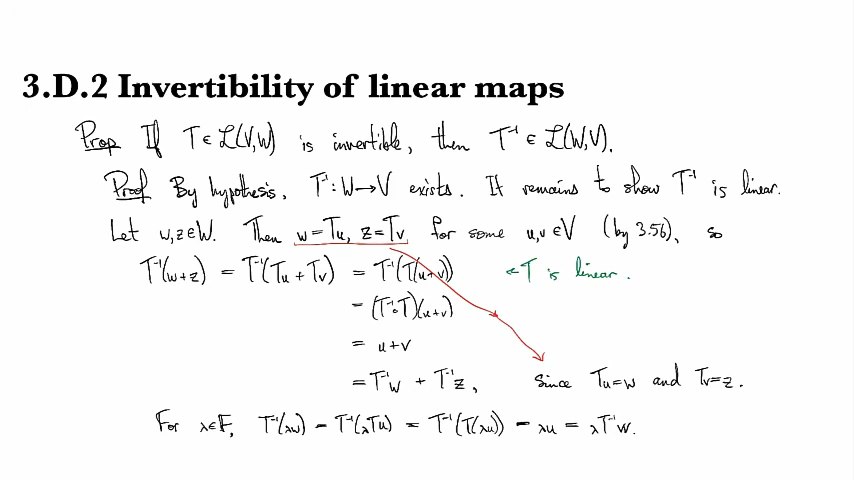 3.D.2 Invertibility of linear maps
Prop If T ∈ ℒ(V,W) is invertible, then T⁻¹ ∈ ℒ(W,V).
Proof By hypothesis, T⁻¹: W→V exists. It remains to show T⁻¹ is linear.
Let w,z∈W. Then w=Tu, z=Tv for some u,v ∈V (by 3.56), so
T⁻¹(w+z) = T⁻¹(Tu + Tv) = T⁻¹(T(u+v)) ← T is linear.
= (T⁻¹∘T)(u+v)
= u+v
= T⁻¹w + T⁻¹z, since Tu=w and Tv=z.
For λ∈F, T⁻¹(λw) = T⁻¹(λTu) = T⁻¹(T(λu)) = λu = λT⁻¹w.